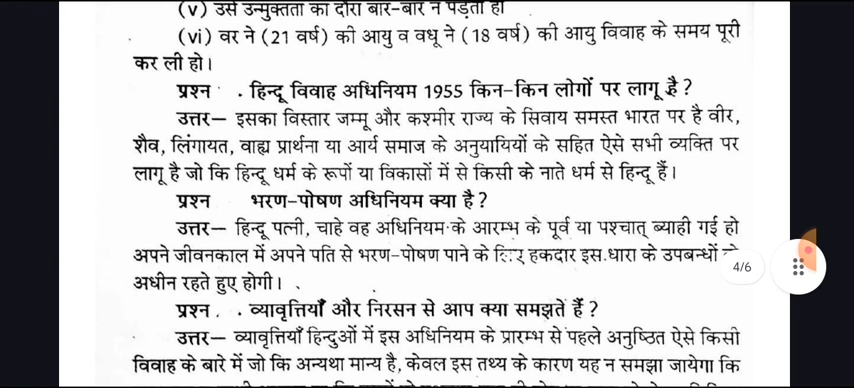 (v) उसे उन्मुक्तता का दौरा बार-बार न पड़ता हो
(vi) वर ने (21 वर्ष) की आयु व वधू ने (18 वर्ष) की आयु विवाह के समय पूरी
कर ली हो।
प्रश्न . हिन्दू विवाह अधिनियम 1955 किन-किन लोगों पर लागू है ?
उत्तर— इसका विस्तार जम्मू और कश्मीर राज्य के सिवाय समस्त भारत पर है वीर,
शैव, लिंगायत, वाह्य प्रार्थना या आर्य समाज के अनुयायियों के सहित ऐसे सभी व्यक्ति पर
लागू है जो कि हिन्दू धर्म के रूपों या विकासों में से किसी के नाते धर्म से हिन्दू हैं।
प्रश्न भरण-पोषण अधिनियम क्या है ?
उत्तर— हिन्दू पत्नी, चाहे वह अधिनियम के आरम्भ के पूर्व या पश्चात् ब्याही गई हो
अपने जीवनकाल में अपने पति से भरण-पोषण पाने के लिए हकदार इस धारा के उपबन्धों के
4/6
अधीन रहते हुए होगी।
प्रश्न . . व्यावृत्तियाँ और निरसन से आप क्या समझते हैं ?
उत्तर— व्यावृत्तियाँ हिन्दुओं में इस अधिनियम के प्रारम्भ से पहले अनुष्ठित ऐसे किसी
विवाह के बारे में जो कि अन्यथा मान्य है, केवल इस तथ्य के कारण यह न समझा जायेगा कि